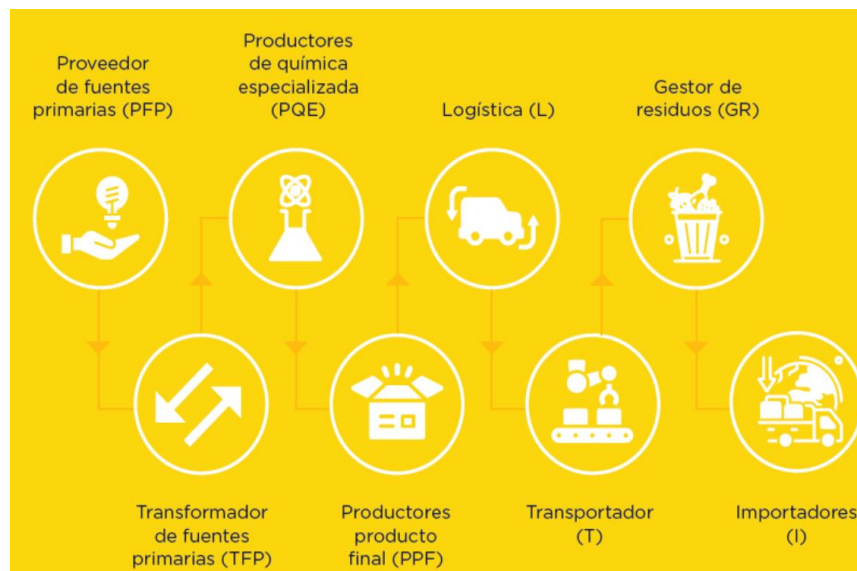 Proveedor
de fuentes
primarias (PFP)
Productores
de química
especializada
(PQE)
Logística (L)
Gestor de
residuos (GR)
Transformador
de fuentes
primarias (TFP)
Productores
producto
final (PPF)
Transportador
(T)
Importadores
(I)